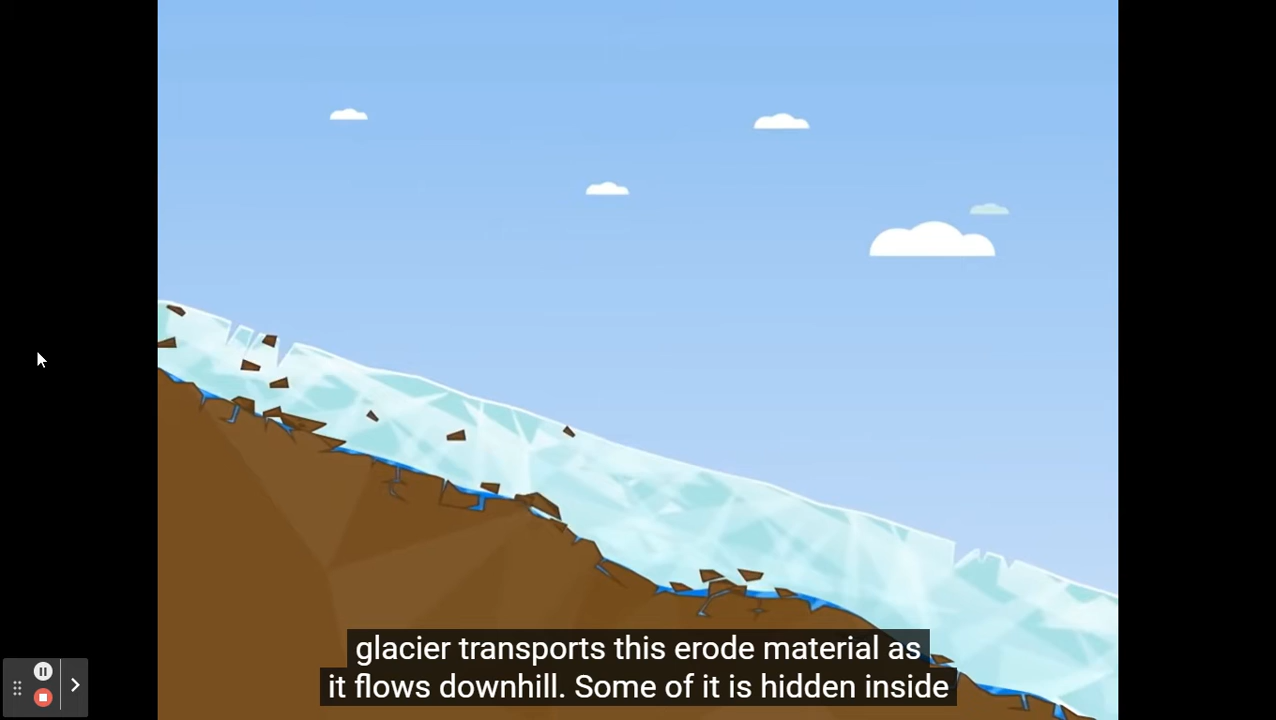 glacier transports this erode material as
it flows downhill. Some of it is hidden inside